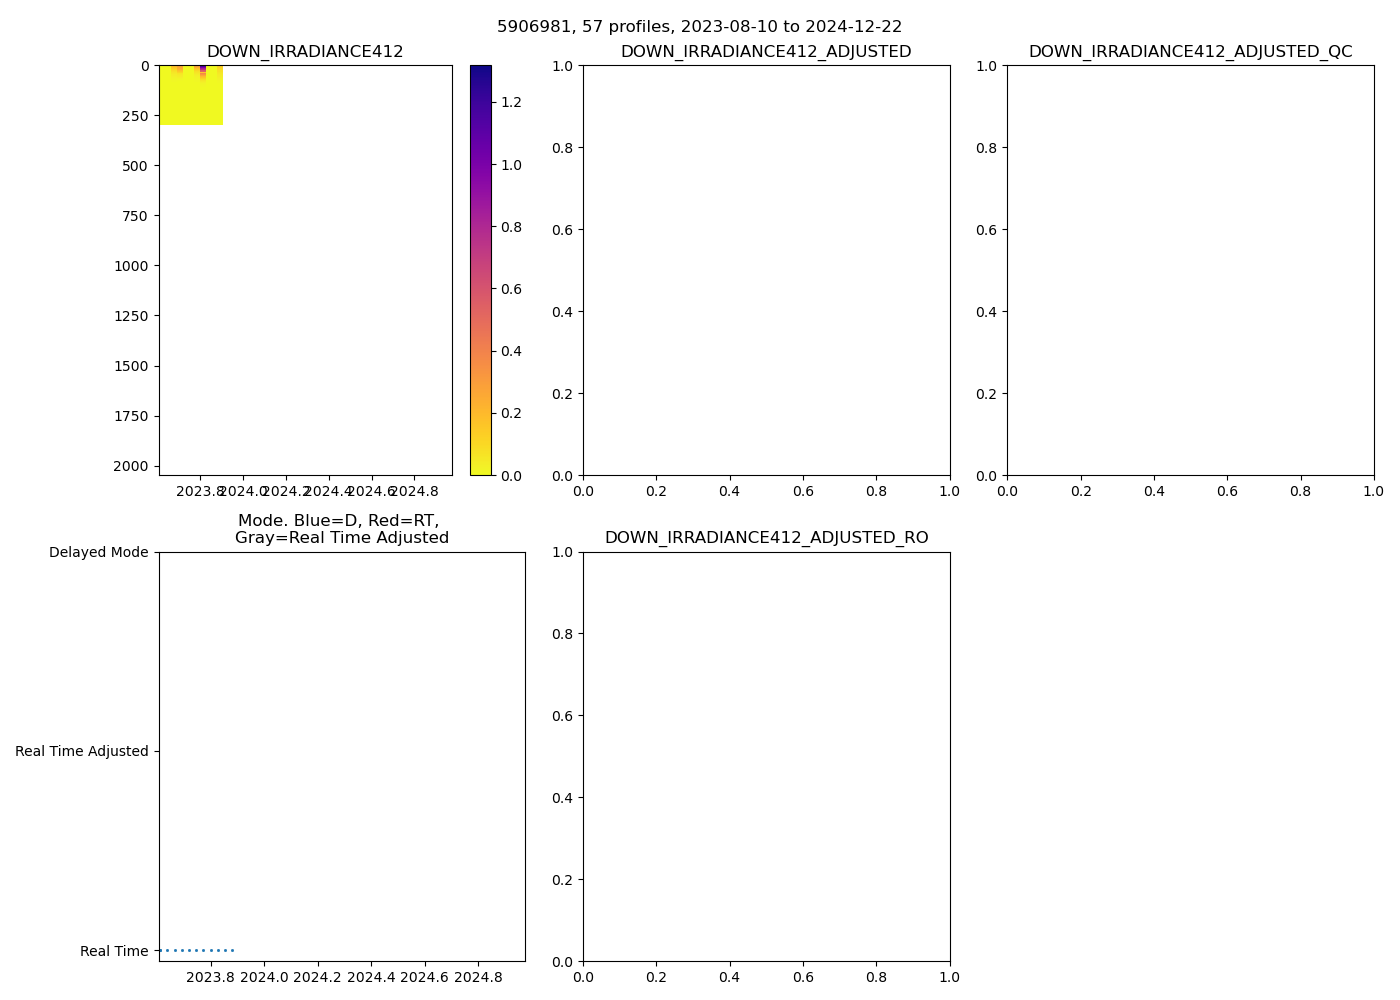 5906981, 57 profiles, 2023-08-10 to 2024-12-22
DOWN_IRRADIANCE412
0
250
500
750
1000
1250
1500
1750
2000
2023.8 2024.0 2024.2 2024.4 2024.6 2024.8
1.2
1.0
0.8
0.6
0.4
0.2
0.0
DOWN_IRRADIANCE412_ADJUSTED
1.0
0.8
0.6
0.4
0.2
0.0
0.0 0.2 0.4 0.6 0.8 1.0
DOWN_IRRADIANCE412_ADJUSTED_QC
1.0
0.8
0.6
0.4
0.2
0.0
0.0 0.2 0.4 0.6 0.8 1.0
Mode. Blue=D, Red=RT,
Gray=Real Time Adjusted
Delayed Mode
Real Time Adjusted
Real Time
2023.8 2024.0 2024.2 2024.4 2024.6 2024.8
DOWN_IRRADIANCE412_ADJUSTED_RO
1.0
0.8
0.6
0.4
0.2
0.0
0.0 0.2 0.4 0.6 0.8 1.0